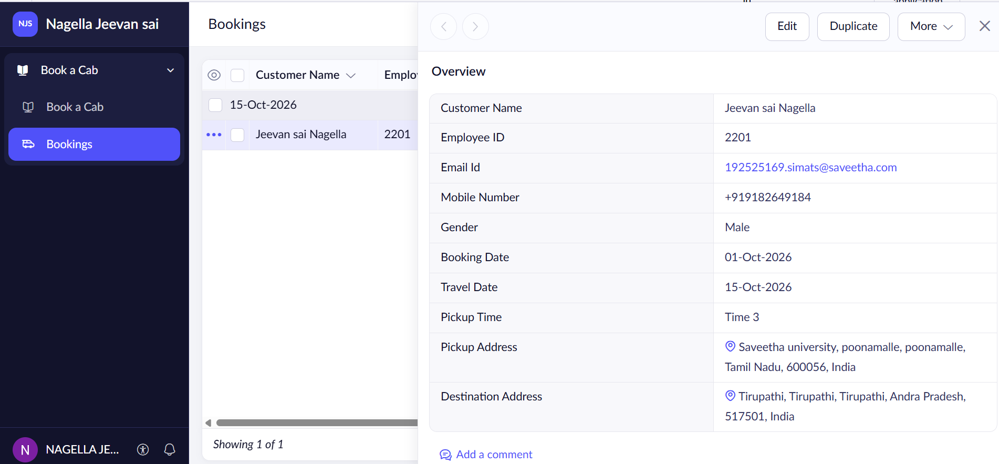 NJS Nagella Jeevan sai
Book a Cab
Book a Cab
Bookings
NAGELLA JE...
N
Bookings
Customer Name
15-Oct-2026
Jeevan sai Nagella 2201
Showing 1 of 1
Edit Duplicate More
Overview
Customer Name Jeevan sai Nagella
Employee ID 2201
Email Id 192525169.simats@saveetha.com
Mobile Number +919182649184
Gender Male
Booking Date 01-Oct-2026
Travel Date 15-Oct-2026
Pickup Time Time 3
Pickup Address Saveetha university, poonamalle, poonamalle,
Tamil Nadu, 600056, India
Destination Address Tirupathi, Tirupathi, Tirupathi, Andra Pradesh,
517501, India
Add a comment